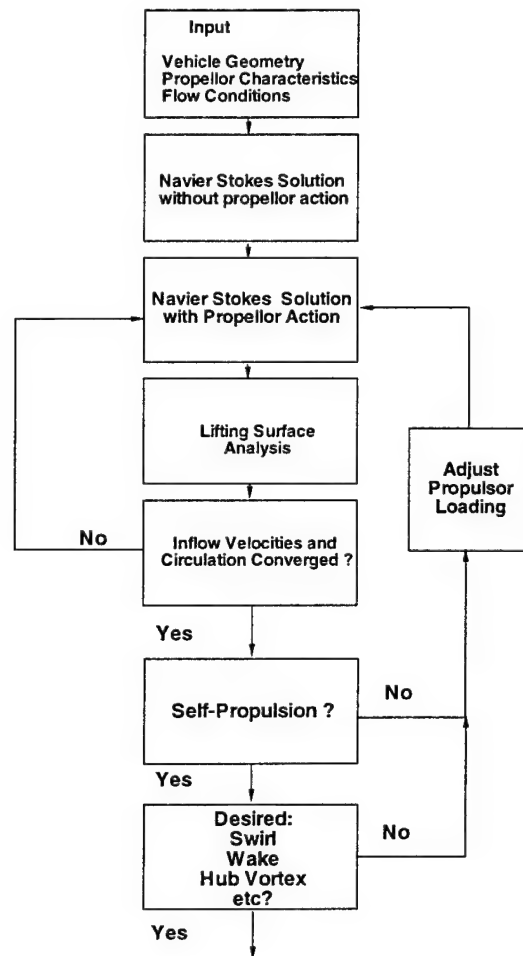 Input
Vehicle Geometry
Propellor Characteristics
Flow Conditions
Navier Stokes Solution
without propellor action
Navier Stokes Solution
with Propellor Action
Lifting Surface
Analysis
Adjust
Propulsor
Loading
No
Inflow Velocities and
Circulation Converged ?
Yes
Self-Propulsion ?
No
Yes
Desired:
Swirl
Wake
Hub Vortex
etc?
No
Yes